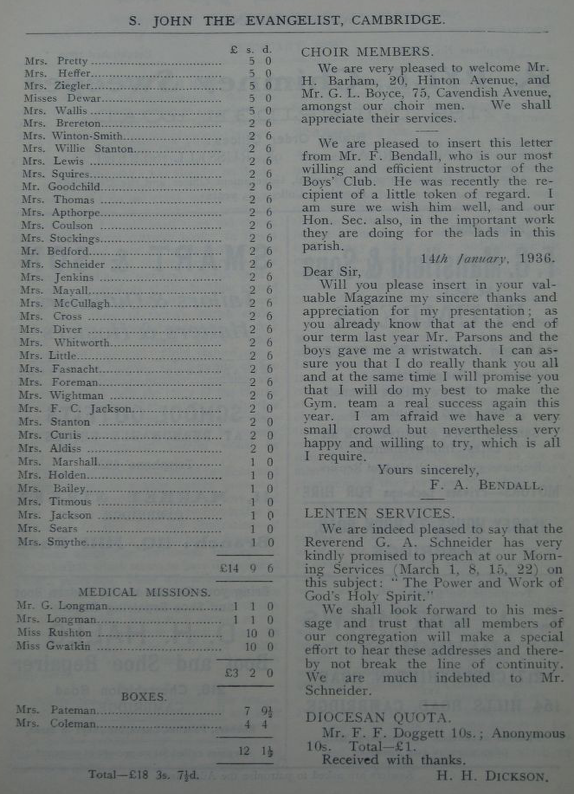 S. JOHN THE EVANGELIST, CAMBRIDGE.
£ s. d.
Mrs. Pretty ........ 5 0
Mrs. Heffer........ 5 0
Mrs. Ziegler........ 5 0
Misses Dewar ........ 5 0
Mrs. Wallis ........ 5 0
Mrs. Brereton ........ 2 6
Mrs. Winton-Smith........ 2 6
Mrs. Willie Stanton........ 2 6
Mrs. Lewis ........ 2 6
Mrs. Squires........ 2 6
Mr. Goodchild........ 2 6
Mrs. Thomas ........ 2 6
Mrs. Apthorpe........ 2 6
Mrs. Coulson ........ 2 6
Mrs. Stockings........ 2 6
Mr. Bedford........ 2 6
Mrs. Schneider ........ 2 6
Mrs. Jenkins ........ 2 6
Mrs. Mayall........ 2 6
Mrs. McCullagh........ 2 6
Mrs. Cross ........ 2 6
Mrs. Diver ........ 2 6
Mrs. Whitworth........ 2 6
Mrs. Little........ 2 6
Mrs. Fasnacht........ 2 6
Mrs. Foreman........ 2 6
Mrs. Wightman ........ 2 6
Mrs. F. C. Jackson........ 2 0
Mrs. Stanton ........ 2 0
Mrs. Curtis ........ 2 0
Mrs. Aldiss ........ 2 0
Mrs. Marshall........ 1 0
Mrs. Holden........ 1 0
Mrs. Bailey........ 1 0
Mrs. Titmous ........ 1 0
Mrs. Jackson ........ 1 0
Mrs. Sears ........ 1 0
Mrs. Smythe........ 1 0
£14 9 6
MEDICAL MISSIONS.
Mr. G. Longman........ 1 1 0
Mrs. Longman........ 1 1 0
Miss Rushton ........ 10 0
Miss Gwatkin ........ 10 0
£3 2 0
BOXES.
Mrs. Pateman........ 7 9½
Mrs. Coleman........ 4 4
12 1½
Total—£18 3s. 7½d.
CHOIR MEMBERS.
We are very pleased to welcome Mr.
H. Barham, 20, Hinton Avenue, and
Mr. G. L. Boyce, 75, Cavendish Avenue,
amongst our choir men. We shall
appreciate their services.
We are pleased to insert this letter
from Mr. F. Bendall, who is our most
willing and efficient instructor of the
Boys' Club. He was recently the re-
cipient of a little token of regard. I
am sure we wish him well, and our
Hon. Sec. also, in the important work
they are doing for the lads in this
parish.
14th January, 1936.
Dear Sir,
Will you please insert in your val-
uable Magazine my sincere thanks and
appreciation for my presentation; as
you already know that at the end of
our term last year Mr. Parsons and the
boys gave me a wristwatch. I can as-
sure you that I do really thank you all
and at the same time I will promise you
that I will do my best to make the
Gym. team a real success again this
year. I am afraid we have a very
small crowd but nevertheless very
happy and willing to try, which is all
I require.
Yours sincerely,
F. A. BENDALL.
LENTEN SERVICES.
We are indeed pleased to say that the
Reverend G. A. Schneider has very
kindly promised to preach at our Morn-
ing Services (March 1, 8, 15, 22) on
this subject: "The Power and Work of
God's Holy Spirit."
We shall look forward to his mes-
sage and trust that all members of
our congregation will make a special
effort to hear these addresses and there-
by not break the line of continuity.
We are much indebted to Mr.
Schneider.
DIOCESAN QUOTA.
Mr. F. F. Doggett 10s.; Anonymous
10s. Total—£1.
Received with thanks.
H. H. DICKSON.